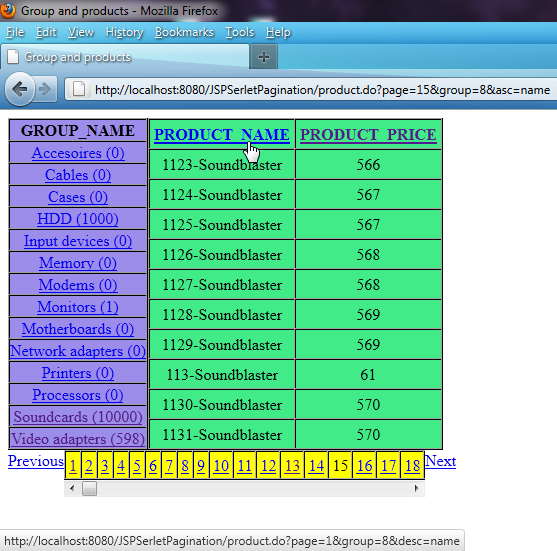 Group and products - Mozilla Firefox
File Edit View History Bookmarks Tools Help
Group and products
http://localhost:8080/JSPSerletPagination/product.do?page=15&group=8&asc=name
GROUP_NAME
Accesoires (0)
Cables (0)
Cases (0)
HDD (1000)
Input devices (0)
Memory (0)
Modems (0)
Monitors (1)
Motherboards (0)
Network adapters (0)
Printers (0)
Processors (0)
Soundcards (10000)
Video adapters (598)
PRODUCT_NAME PRODUCT_PRICE
1123-Soundblaster 566
1124-Soundblaster 567
1125-Soundblaster 567
1126-Soundblaster 568
1127-Soundblaster 568
1128-Soundblaster 569
1129-Soundblaster 569
113-Soundblaster 61
1130-Soundblaster 570
1131-Soundblaster 570
Previous 1 2 3 4 5 6 7 8 9 10 11 12 13 14 15 16 17 18 Next
http://localhost:8080/JSPSerletPagination/product.do?page=1&group=8&desc=name